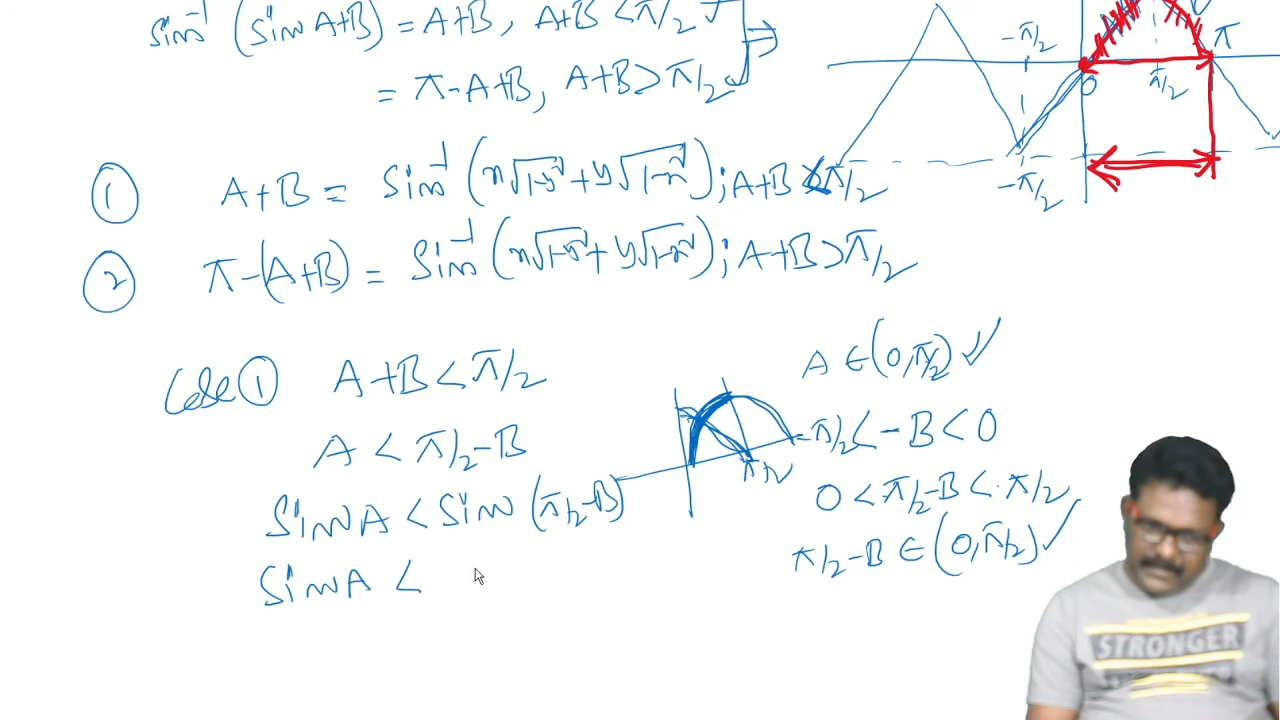 sin⁻¹ (sin A+B) = A+B, A+B < π/2 ✓
= π-A+B, A+B > π/2
-π/2
0
π/2
π
-π/2
① A+B = sin⁻¹ (x√1-y² + y√1-x²) ; A+B < π/2
② π-(A+B) = sin⁻¹ (x√1-y² + y√1-x²) ; A+B > π/2
Case ① A+B < π/2
A < π/2 - B
sin A < sin (π/2 - B)
sin A <
π/2
A ∈ (0, π/2) ✓
-π/2 < -B < 0
0 < π/2 - B < π/2
π/2 - B ∈ (0, π/2) ✓
STRONGER